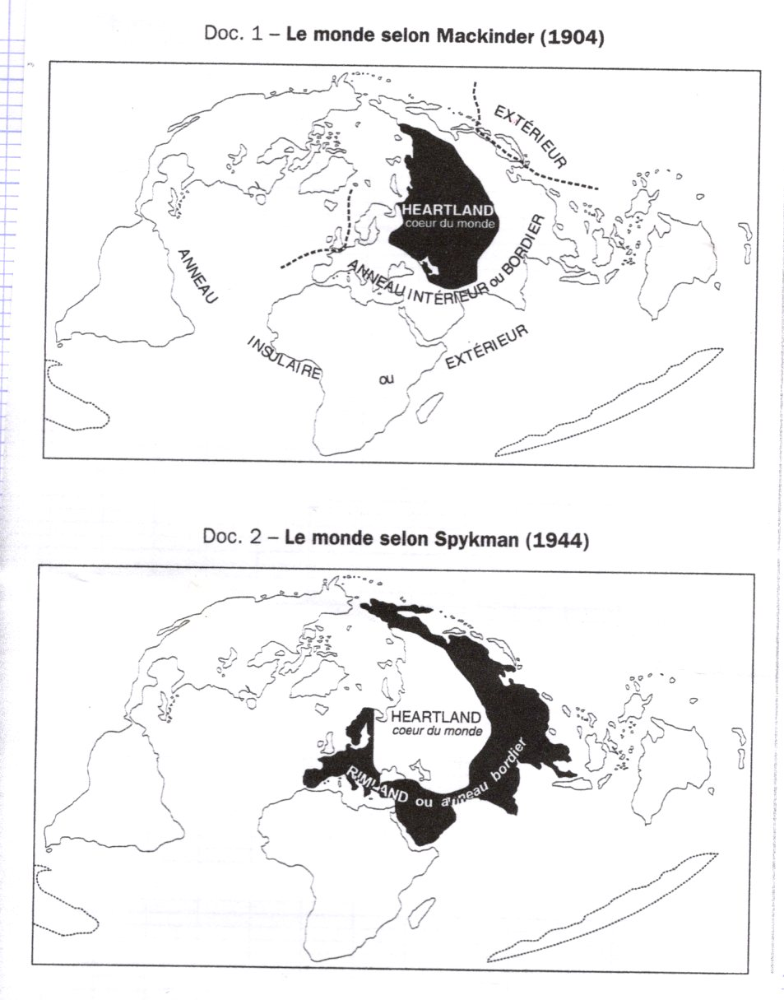 Doc. 1 – Le monde selon Mackinder (1904)
EXTÉRIEUR
HEARTLAND
coeur du monde
ANNEAU INTÉRIEUR ou BORDIER
ANNEAU
INSULAIRE
ou
EXTÉRIEUR
Doc. 2 – Le monde selon Spykman (1944)
HEARTLAND
coeur du monde
RIMLAND ou anneau bordier